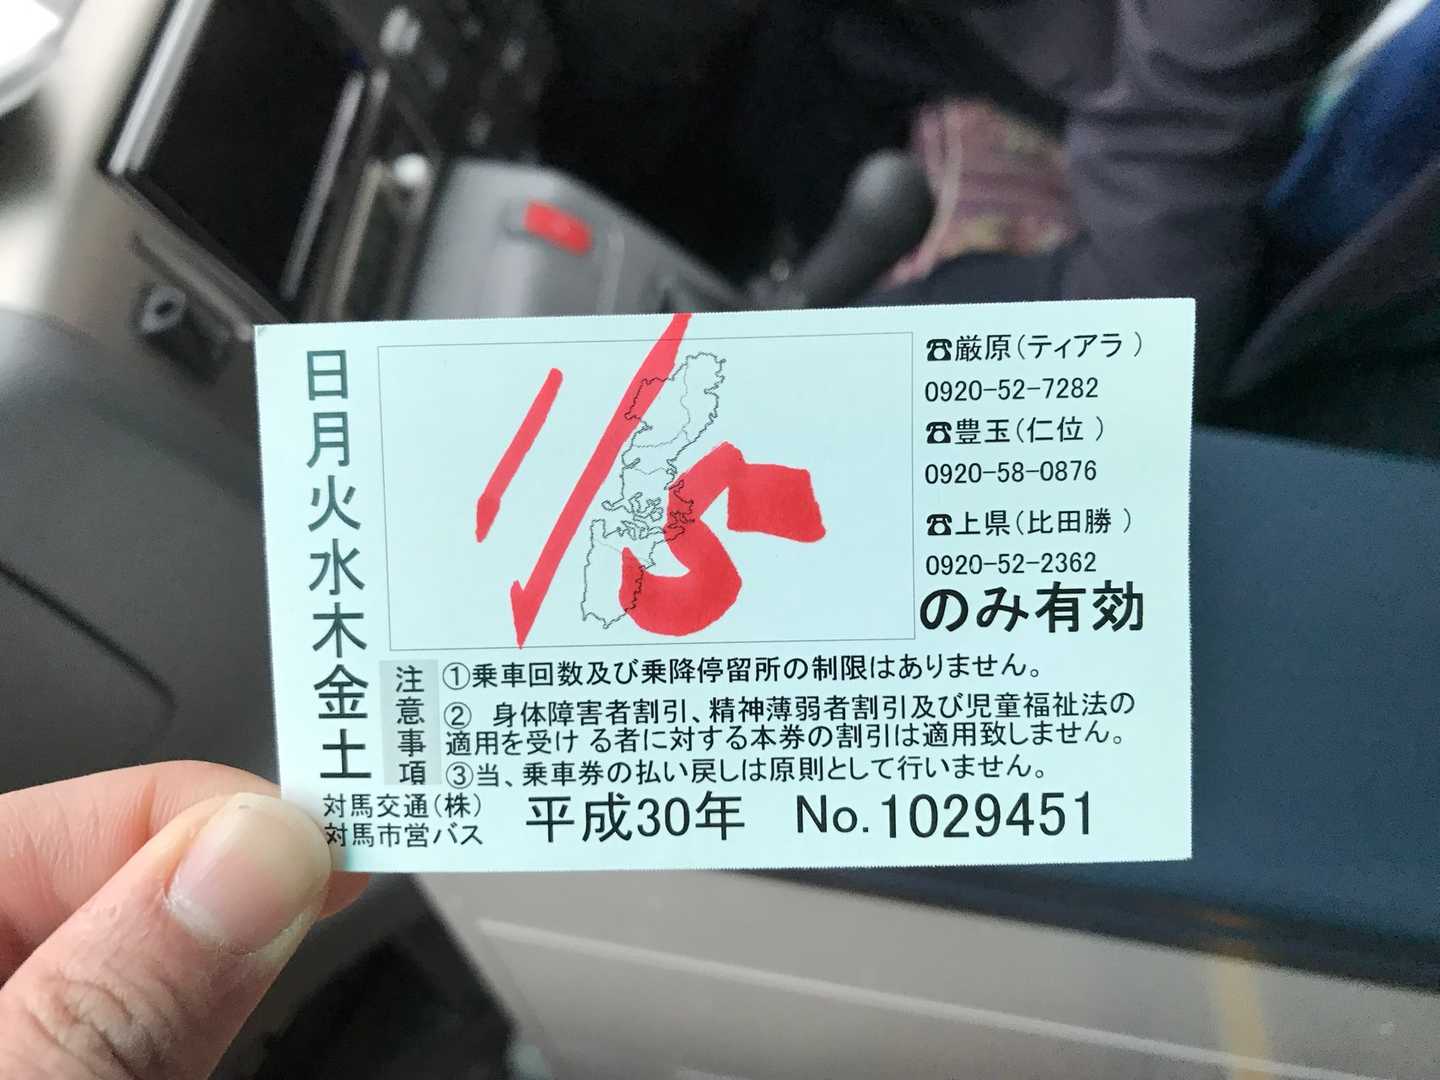 日月火水木金土
11/5
☎厳原(ティアラ )
0920-52-7282
☎豊玉(仁位 )
0920-58-0876
☎上県(比田勝 )
0920-52-2362
のみ有効
注意事項
①乗車回数及び乗降停留所の制限はありません。
② 身体障害者割引、精神薄弱者割引及び児童福祉法の
適用を受け る者に対する本券の割引は適用致しません。
③当、乗車券の払い戻しは原則として行いません。
対馬交通(株)
対馬市営バス
平成30年 No.1029451